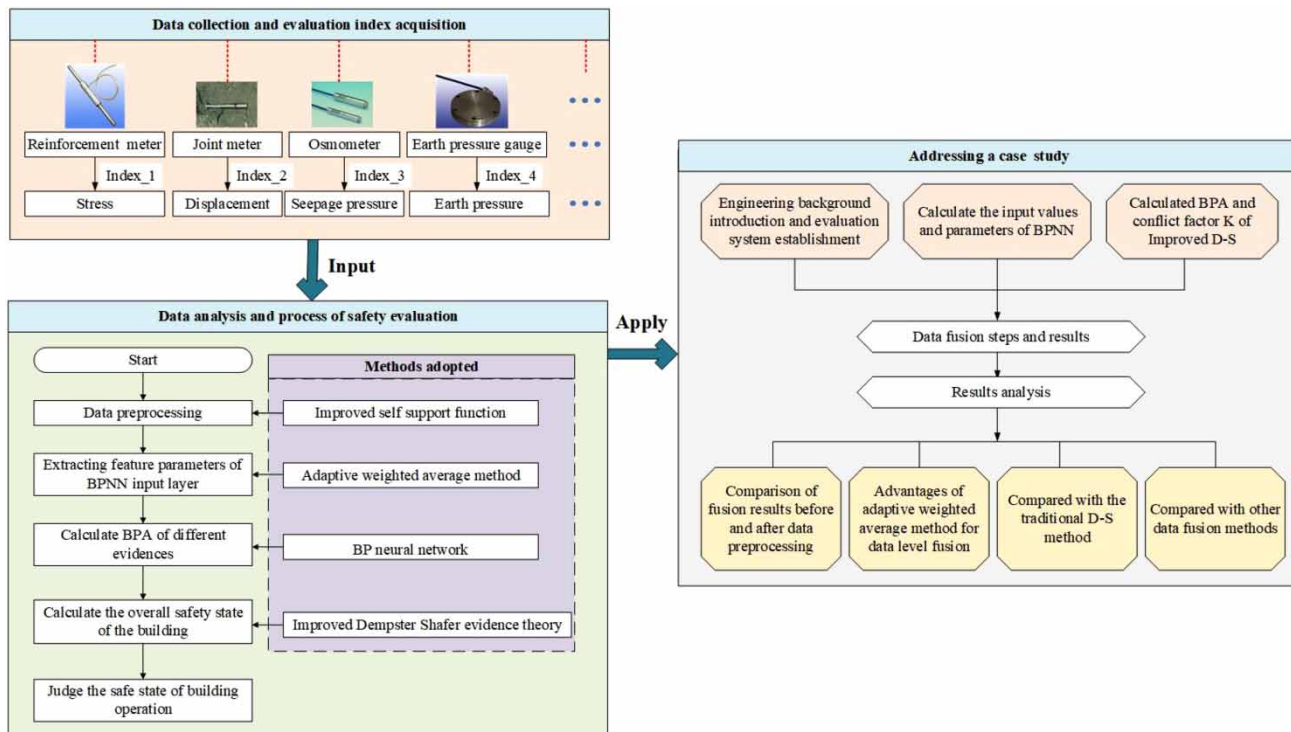 Data collection and evaluation index acquisition
Reinforcement meter
Joint meter
Osmometer
Earth pressure gauge
Index_1
Index_2
Index_3
Index_4
Stress
Displacement
Seepage pressure
Earth pressure
Input
Data analysis and process of safety evaluation
Start
Methods adopted
Data preprocessing
Improved self support function
Extracting feature parameters of
BPNN input layer
Adaptive weighted average method
Calculate BPA of different
evidences
BP neural network
Calculate the overall safety state
of the building
Improved Dempster Shafer evidence theory
Judge the safe state of building
operation
Apply
Addressing a case study
Engineering background
introduction and evaluation
system establishment
Calculate the input values
and parameters of BPNN
Calculated BPA and
conflict factor K of
Improved D-S
Data fusion steps and results
Results analysis
Comparison of
fusion results before
and after data
preprocessing
Advantages of
adaptive weighted
average method for
data level fusion
Compared with the
traditional D-S
method
Compared with other
data fusion methods